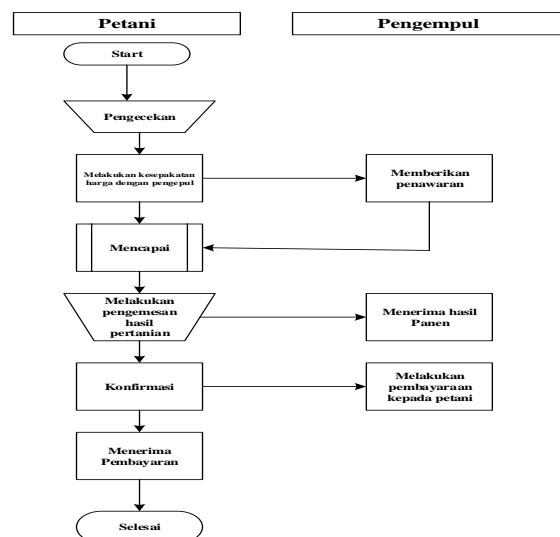 Petani
Pengempul
Start
Pengecekan
Melakukan kesepakatan
harga dengan pengepul
Memberikan
penawaran
Mencapai
Melakukan
pengemesan
hasil
pertanian
Menerima hasil
Panen
Konfirmasi
Melakukan
pembayaraan
kepada petani
Menerima
Pembayaran
Selesai